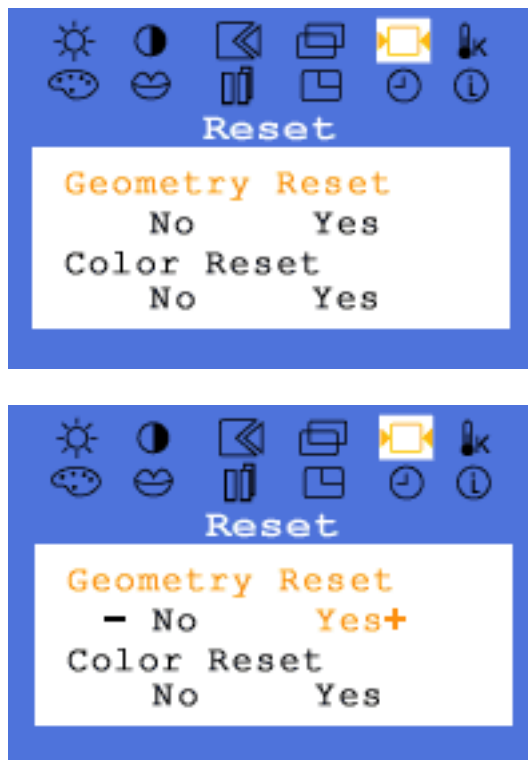 K
i
Reset
Geometry Reset
No Yes
Color Reset
No Yes
K
i
Reset
Geometry Reset
- No Yes+
Color Reset
No Yes